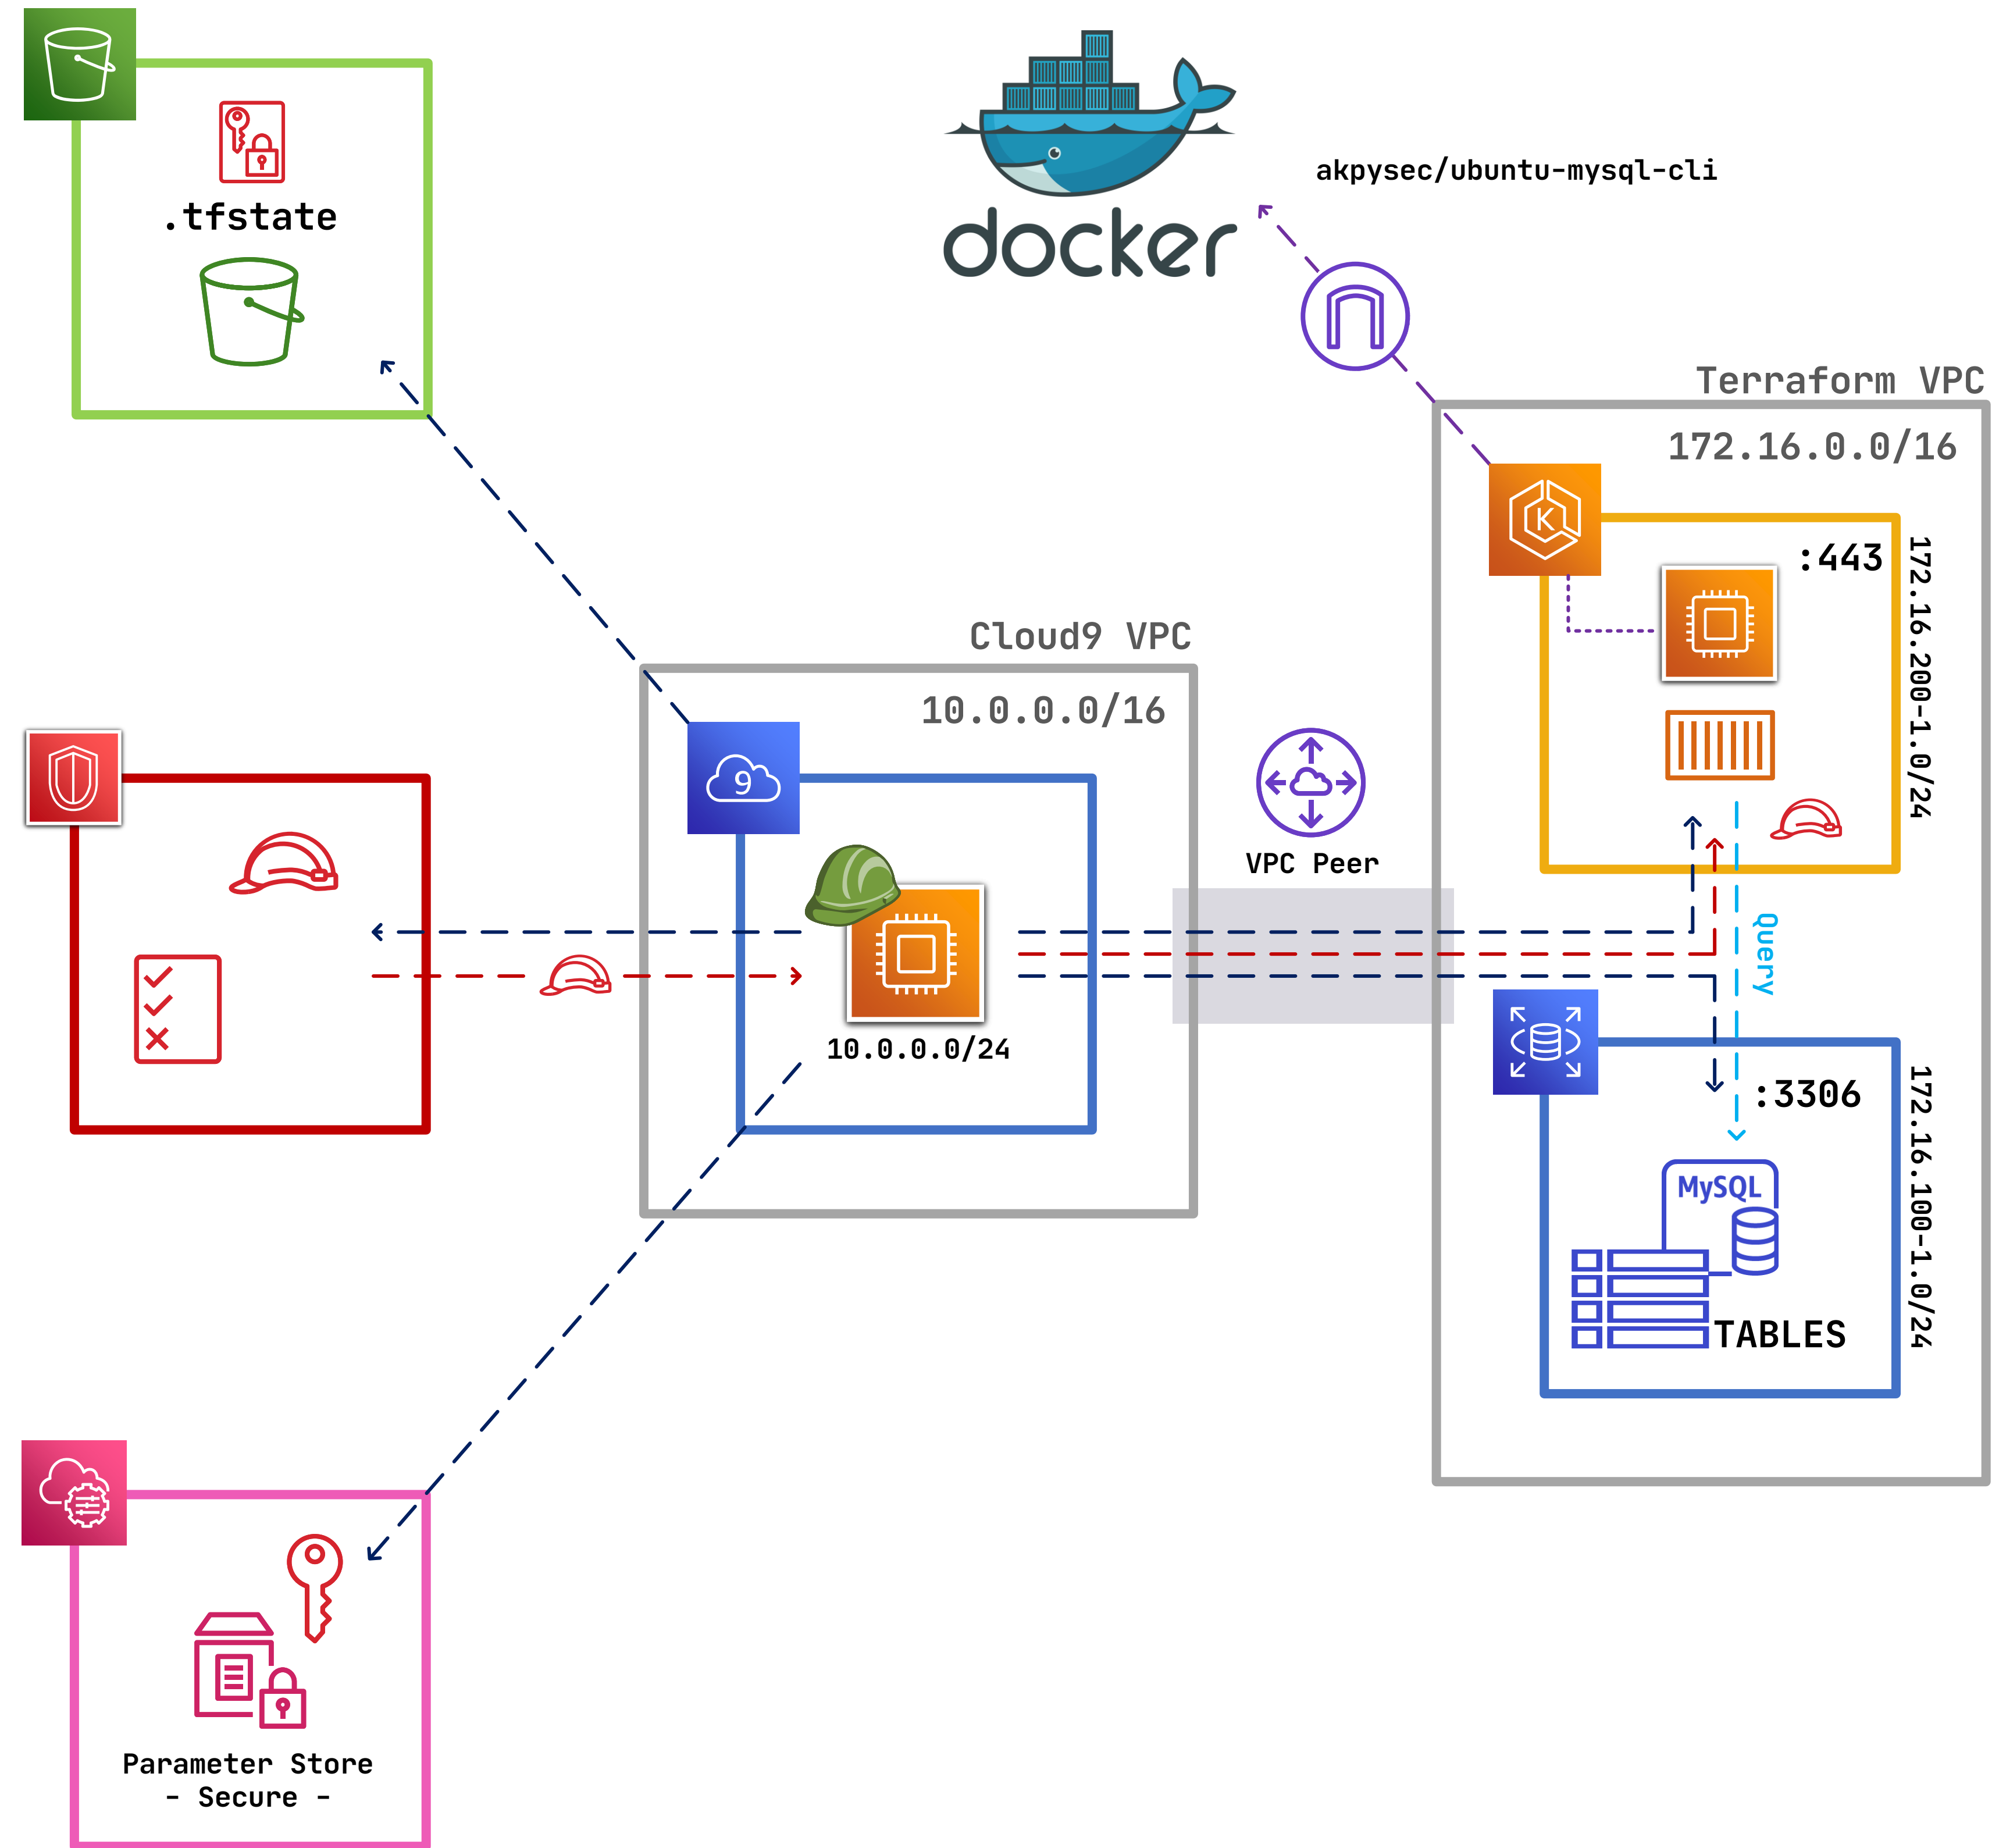 .tfstate
docker
akpysec/ubuntu-mysql-cli
Terraform VPC
172.16.0.0/16
K
:443
172.16.200-1.0/24
Cloud9 VPC
10.0.0.0/16
9
10.0.0.0/24
VPC Peer
Query
:3306
172.16.100-1.0/24
MySQL
TABLES
Parameter Store
- Secure -